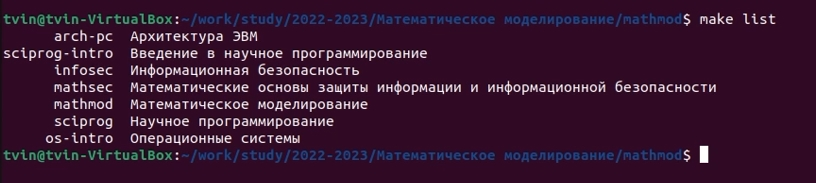 tvin@tvin-VirtualBox:~/work/study/2022-2023/Математическое моделирование/mathmod$ make list
arch-pc Архитектура ЭВМ
sciprog-intro Введение в научное программирование
infosec Информационная безопасность
mathsec Математические основы защиты информации и информационной безопасности
mathmod Математическое моделирование
sciprog Научное программирование
os-intro Операционные системы
tvin@tvin-VirtualBox:~/work/study/2022-2023/Математическое моделирование/mathmod$